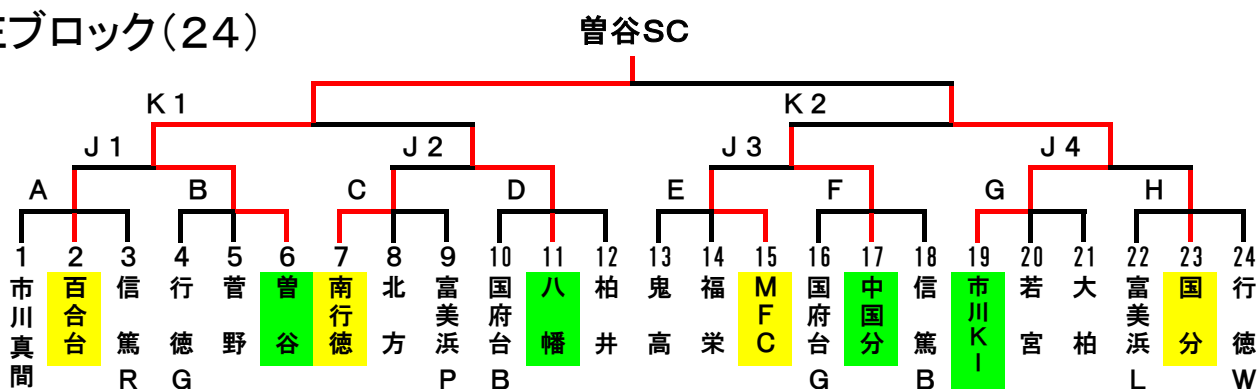 ブロック(24)
曽谷SC
K1 K2
J1 J2 J3 J4
A B C D E F G H
1 2 3 4 5 6 7 8 9 10 11 12 13 14 15 16 17 18 19 20 21 22 23 24
市川真間
百合台
信篤R
行徳G
菅野
曽谷
南行徳
北方
富美浜P
国府台B
八幡
柏井
鬼高
福栄
MFC
国府台G
中国分
信篤B
市川KI
若宮
大柏
富美浜L
国分
行徳W